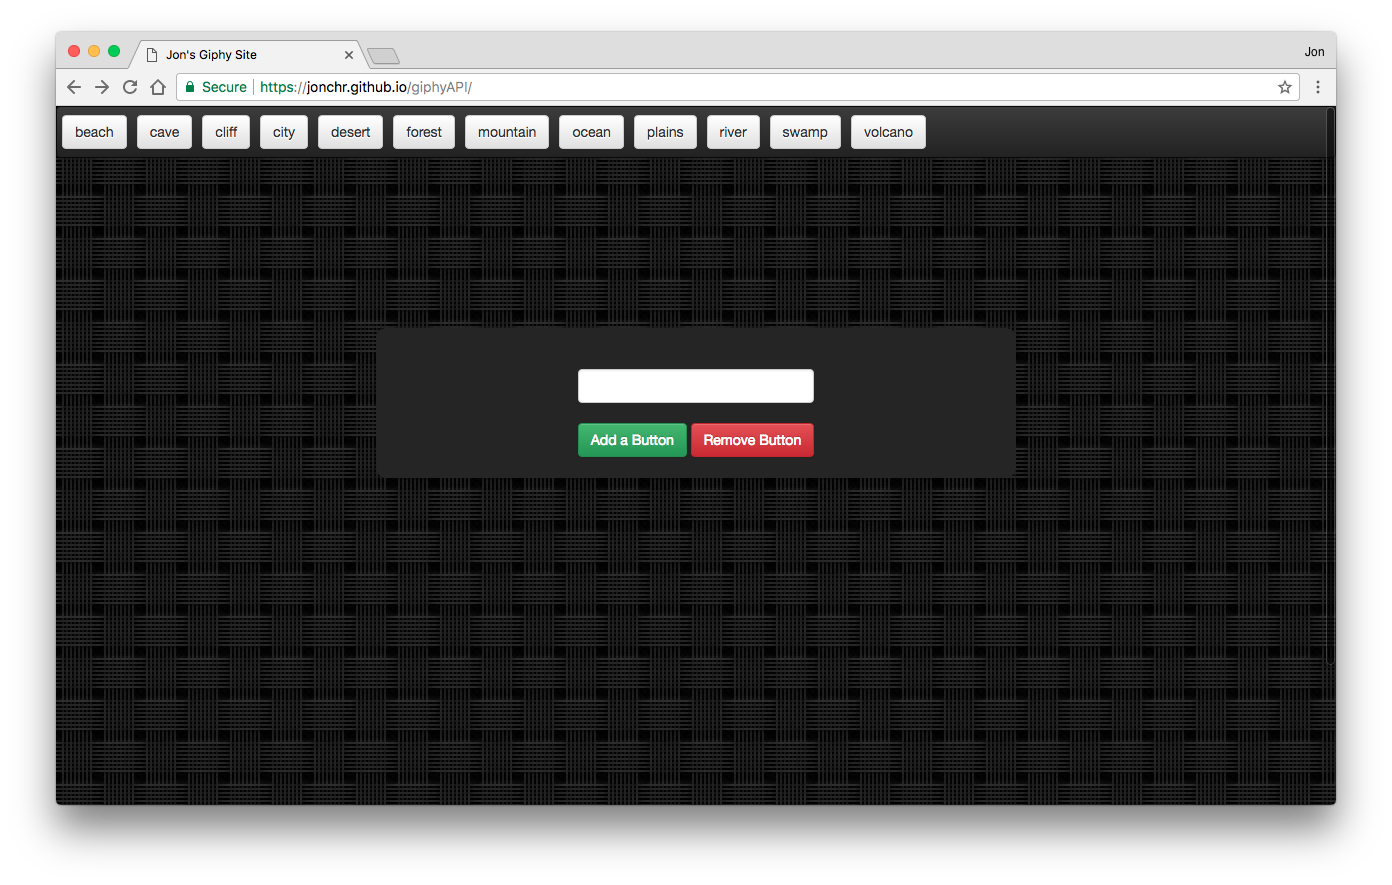 Jon's Giphy Site
Jon
Secure https://jonchr.github.io/giphyAPI/
beach cave cliff city desert forest mountain ocean plains river swamp volcano
Add a Button Remove Button